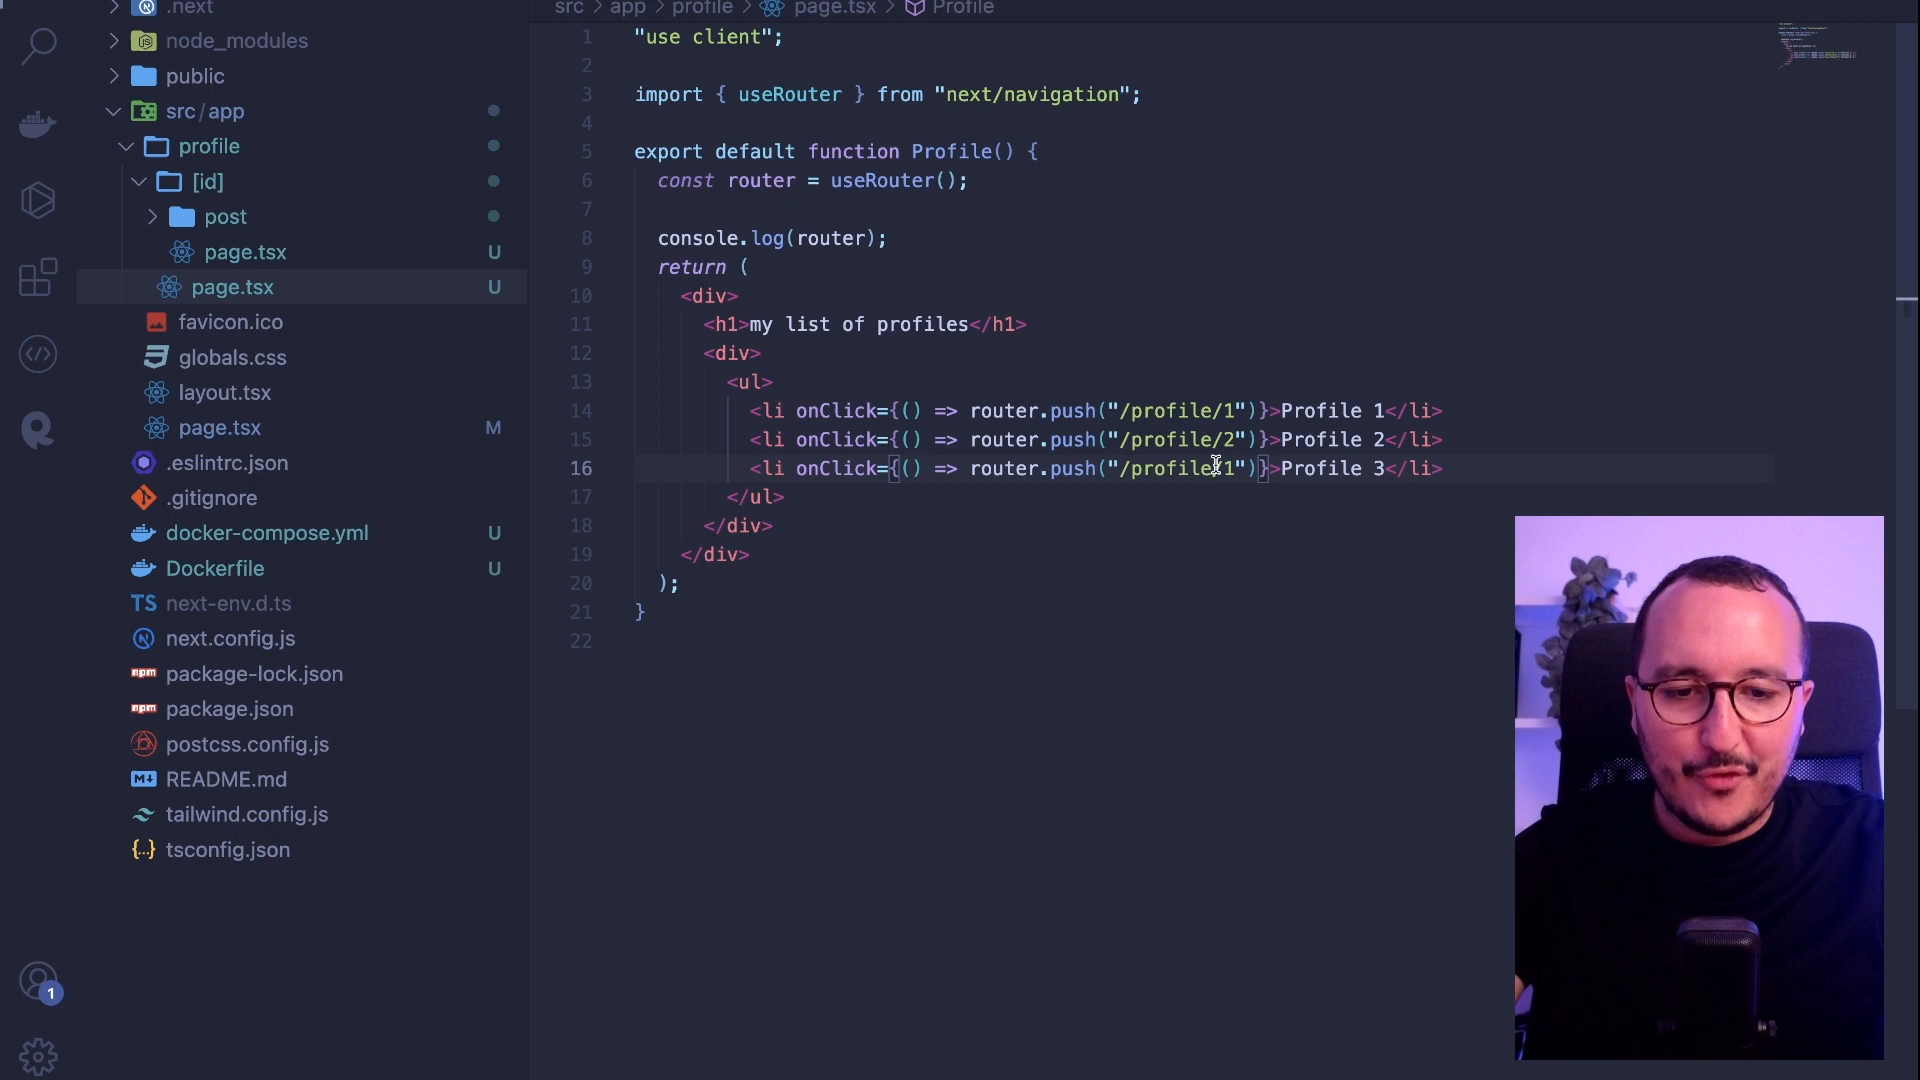 .next
node_modules
public
src/app
profile
[id]
post
page.tsx U
page.tsx U
favicon.ico
globals.css
layout.tsx
page.tsx M
.eslintrc.json
.gitignore
docker-compose.yml U
Dockerfile U
TS next-env.d.ts
next.config.js
npm package-lock.json
npm package.json
postcss.config.js
README.md
tailwind.config.js
{..} tsconfig.json
1
src > app > profile > page.tsx > Profile
1 "use client";
2
3 import { useRouter } from "next/navigation";
4
5 export default function Profile() {
6 const router = useRouter();
7
8 console.log(router);
9 return (
10 <div>
11 <h1>my list of profiles</h1>
12 <div>
13 <ul>
14 <li onClick={() => router.push("/profile/1")}>Profile 1</li>
15 <li onClick={() => router.push("/profile/2")}>Profile 2</li>
16 <li onClick={() => router.push("/profile/1")}>Profile 3</li>
17 </ul>
18 </div>
19 </div>
20 );
21 }
22